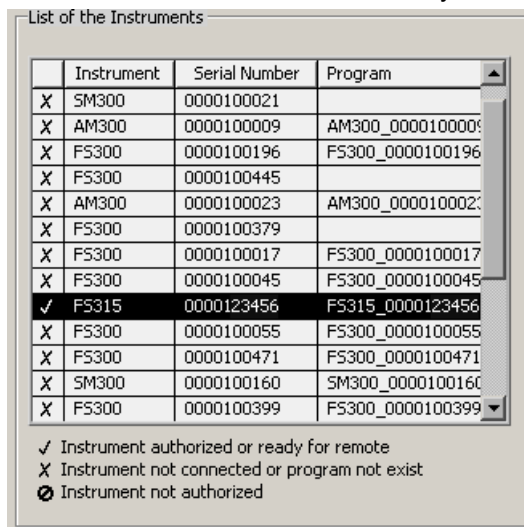 List of the Instruments
Instrument Serial Number Program
X SM300 0000100021
X AM300 0000100009 AM300_0000100009
X FS300 0000100196 FS300_0000100196
X FS300 0000100445
X AM300 0000100023 AM300_0000100023
X FS300 0000100379
X FS300 0000100017 FS300_0000100017
X FS300 0000100045 FS300_0000100045
✓ FS315 0000123456 FS315_0000123456
X FS300 0000100055 FS300_0000100055
X FS300 0000100471 FS300_0000100471
X SM300 0000100160 SM300_0000100160
X FS300 0000100399 FS300_0000100399
✓ Instrument authorized or ready for remote
X Instrument not connected or program not exist
Instrument not authorized